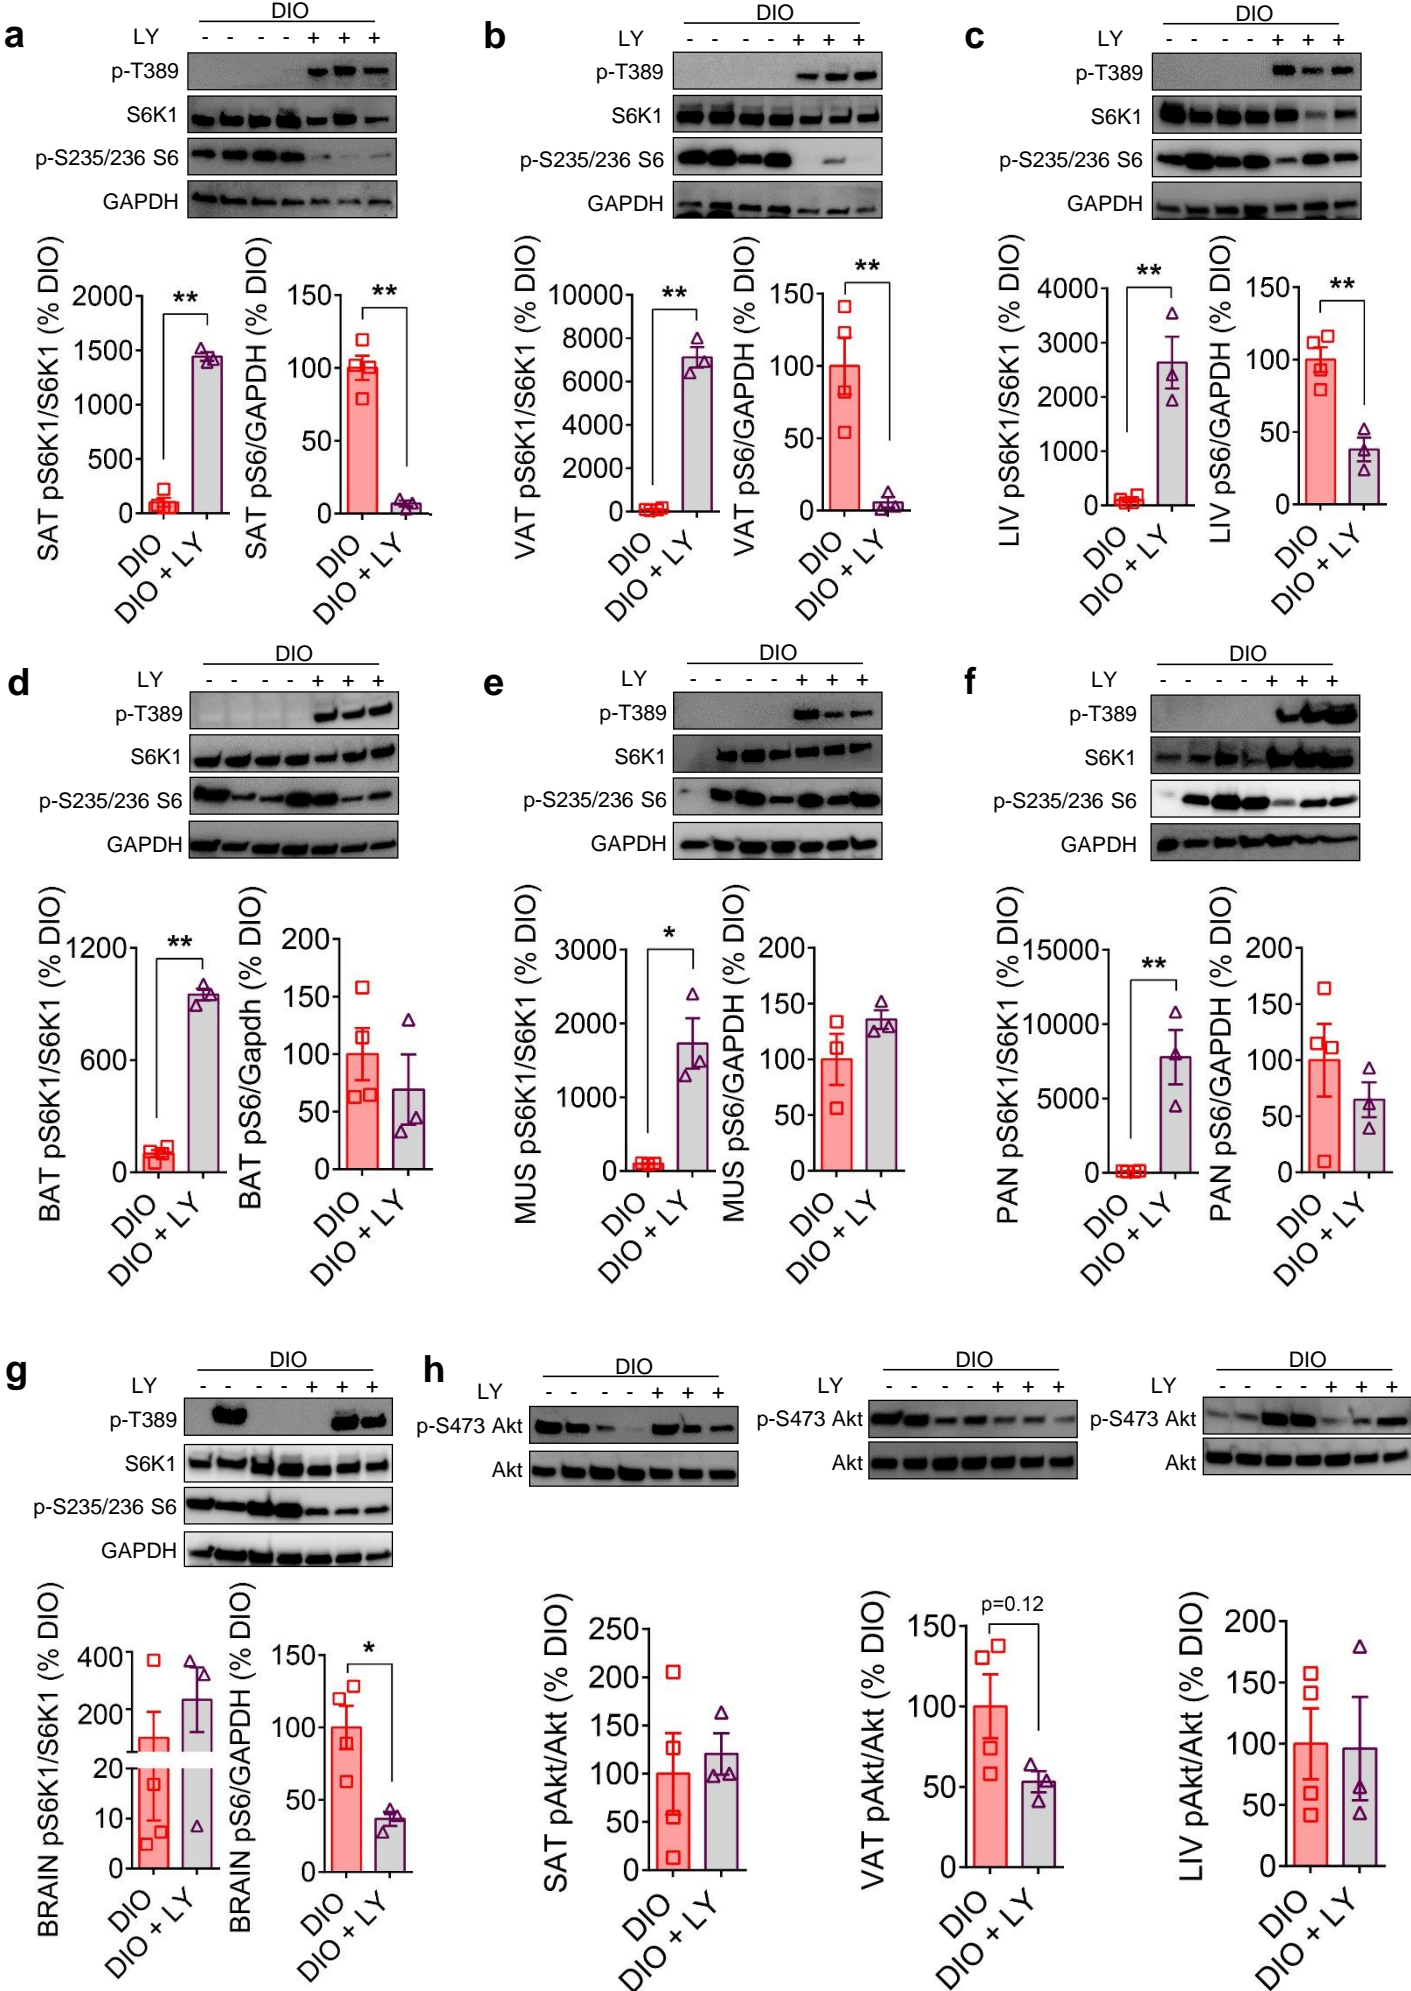 a
DIO
LY - - - - + + +
p-T389
S6K1
p-S235/236 S6
GAPDH
SAT pS6K1/S6K1 (% DIO)
2000
1500
1000
500
0
**
DIO
DIO + LY
SAT pS6/GAPDH (% DIO)
150
100
50
0
**
DIO
DIO + LY
b
DIO
LY - - - - + + +
p-T389
S6K1
p-S235/236 S6
GAPDH
VAT pS6K1/S6K1 (% DIO)
10000
8000
6000
4000
2000
0
**
DIO
DIO + LY
VAT pS6/GAPDH (% DIO)
150
100
50
0
**
DIO
DIO + LY
c
DIO
LY - - - - + + +
p-T389
S6K1
p-S235/236 S6
GAPDH
LIV pS6K1/S6K1 (% DIO)
4000
3000
2000
1000
0
**
DIO
DIO + LY
LIV pS6/GAPDH (% DIO)
150
100
50
0
**
DIO
DIO + LY
d
DIO
LY - - - - + + +
p-T389
S6K1
p-S235/236 S6
GAPDH
BAT pS6K1/S6K1 (% DIO)
1200
600
0
**
DIO
DIO + LY
BAT pS6/Gapdh (% DIO)
200
150
100
50
0
DIO
DIO + LY
e
DIO
LY - - - - + + +
p-T389
S6K1
p-S235/236 S6
GAPDH
MUS pS6K1/S6K1 (% DIO)
3000
2000
1000
0
*
DIO
DIO + LY
MUS pS6/GAPDH (% DIO)
200
150
100
50
0
DIO
DIO + LY
f
DIO
LY - - - - + + +
p-T389
S6K1
p-S235/236 S6
GAPDH
PAN pS6K1/S6K1 (% DIO)
15000
10000
5000
0
**
DIO
DIO + LY
PAN pS6/GAPDH (% DIO)
200
150
100
50
0
DIO
DIO + LY
g
DIO
LY - - - - + + +
p-T389
S6K1
p-S235/236 S6
GAPDH
BRAIN pS6K1/S6K1 (% DIO)
400
200
20
10
0
DIO
DIO + LY
BRAIN pS6/GAPDH (% DIO)
150
100
50
0
*
DIO
DIO + LY
h
DIO
LY - - - - + + +
p-S473 Akt
Akt
SAT pAkt/Akt (% DIO)
250
200
150
100
50
0
DIO
DIO + LY
DIO
LY - - - - + + +
p-S473 Akt
Akt
VAT pAkt/Akt (% DIO)
150
100
50
0
p=0.12
DIO
DIO + LY
DIO
LY - - - - + + +
p-S473 Akt
Akt
LIV pAkt/Akt (% DIO)
200
150
100
50
0
DIO
DIO + LY